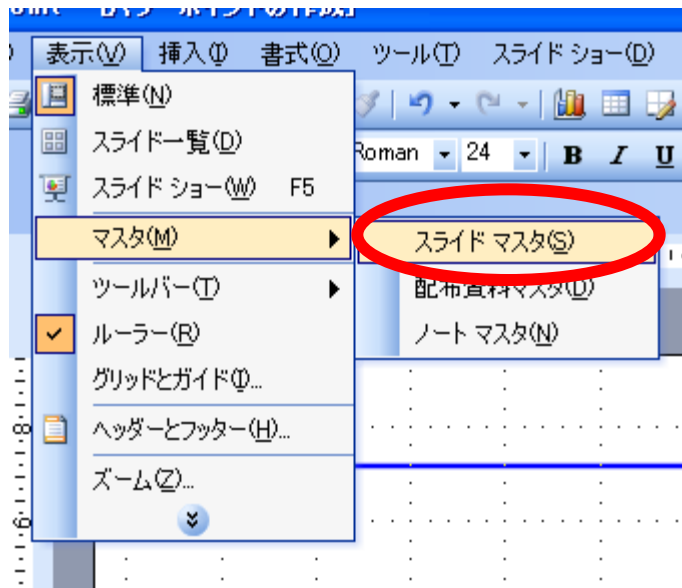 表示(V) 挿入(I) 書式(O) ツール(T) スライド ショー(D)
標準(N)
スライド一覧(D)
Roman 24 B I U
スライド ショー(W) F5
マスタ(M) スライド マスタ(S)
ツールバー(T) 配布資料マスタ(D)
ルーラー(R) ノート マスタ(N)
グリッドとガイド(I)...
8
ヘッダーとフッター(H)...
ズーム(Z)...
6